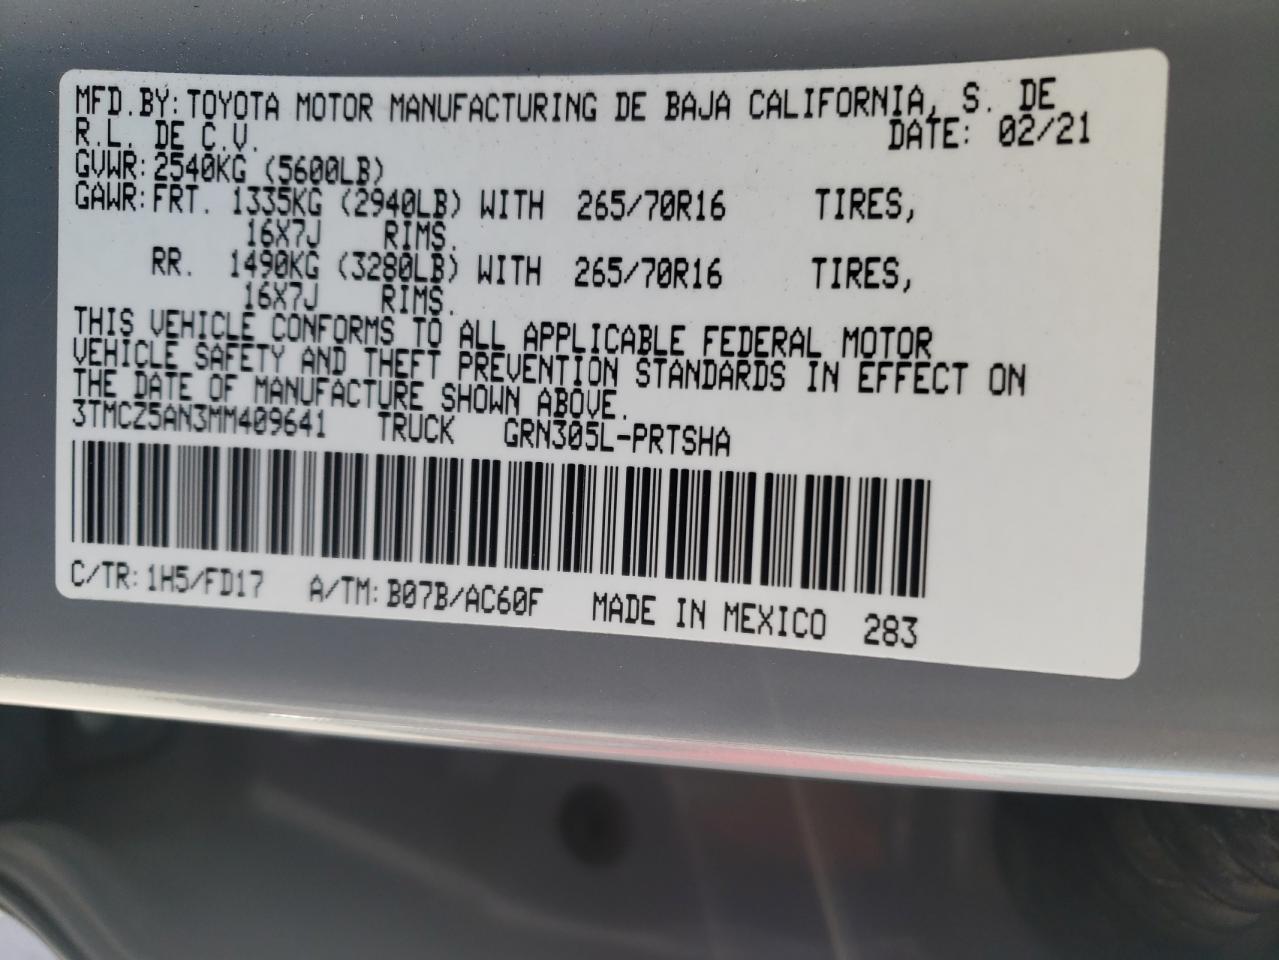 MFD.BY:TOYOTA MOTOR MANUFACTURING DE BAJA CALIFORNIA, S. DE
R.L. DE C.V. DATE: 02/21
GVWR:2540KG (5600LB)
GAWR:FRT. 1335KG (2940LB) WITH 265/70R16 TIRES,
16X7J RIMS.
RR. 1490KG (3280LB) WITH 265/70R16 TIRES,
16X7J RIMS.
THIS VEHICLE CONFORMS TO ALL APPLICABLE FEDERAL MOTOR
VEHICLE SAFETY AND THEFT PREVENTION STANDARDS IN EFFECT ON
THE DATE OF MANUFACTURE SHOWN ABOVE.
3TMCZ5AN3MM409641 TRUCK GRN305L-PRTSHA
C/TR:1H5/FD17 A/TM:B07B/AC60F MADE IN MEXICO 283